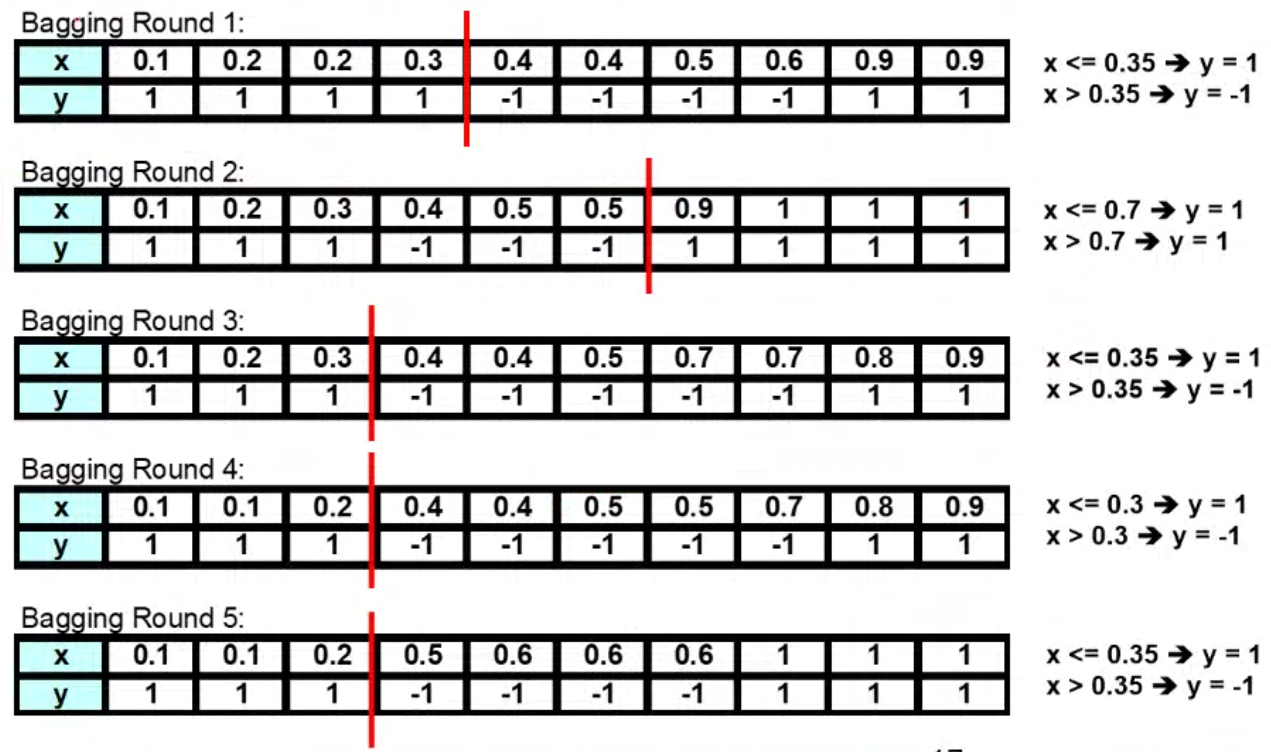 Bagging Round 1:
x 0.1 0.2 0.2 0.3 0.4 0.4 0.5 0.6 0.9 0.9
y 1 1 1 1 -1 -1 -1 -1 1 1
x <= 0.35 ➔ y = 1
x > 0.35 ➔ y = -1
Bagging Round 2:
x 0.1 0.2 0.3 0.4 0.5 0.5 0.9 1 1 1
y 1 1 1 -1 -1 -1 1 1 1 1
x <= 0.7 ➔ y = 1
x > 0.7 ➔ y = 1
Bagging Round 3:
x 0.1 0.2 0.3 0.4 0.4 0.5 0.7 0.7 0.8 0.9
y 1 1 1 -1 -1 -1 -1 -1 1 1
x <= 0.35 ➔ y = 1
x > 0.35 ➔ y = -1
Bagging Round 4:
x 0.1 0.1 0.2 0.4 0.4 0.5 0.5 0.7 0.8 0.9
y 1 1 1 -1 -1 -1 -1 -1 1 1
x <= 0.3 ➔ y = 1
x > 0.3 ➔ y = -1
Bagging Round 5:
x 0.1 0.1 0.2 0.5 0.6 0.6 0.6 1 1 1
y 1 1 1 -1 -1 -1 -1 1 1 1
x <= 0.35 ➔ y = 1
x > 0.35 ➔ y = -1